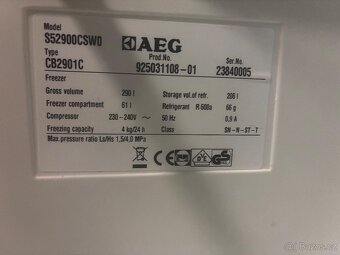 Model
S52900CSW0
AEG
Type
CB2901C
Prod.No.
925031108-01
Ser.No.
23840005
Freezer
Gross volume 290 l Storage vol.of refr. 208 l
Freezer compartment 61 l Refrigerant R-600a 66 g
Compressor 230-240V~ 50 Hz 0,9 A
Freezing capacity 4 kg/24 h Class SN-N-ST-T
Max.pressure ratio Ls/Hs 1,5/4,0 MPa